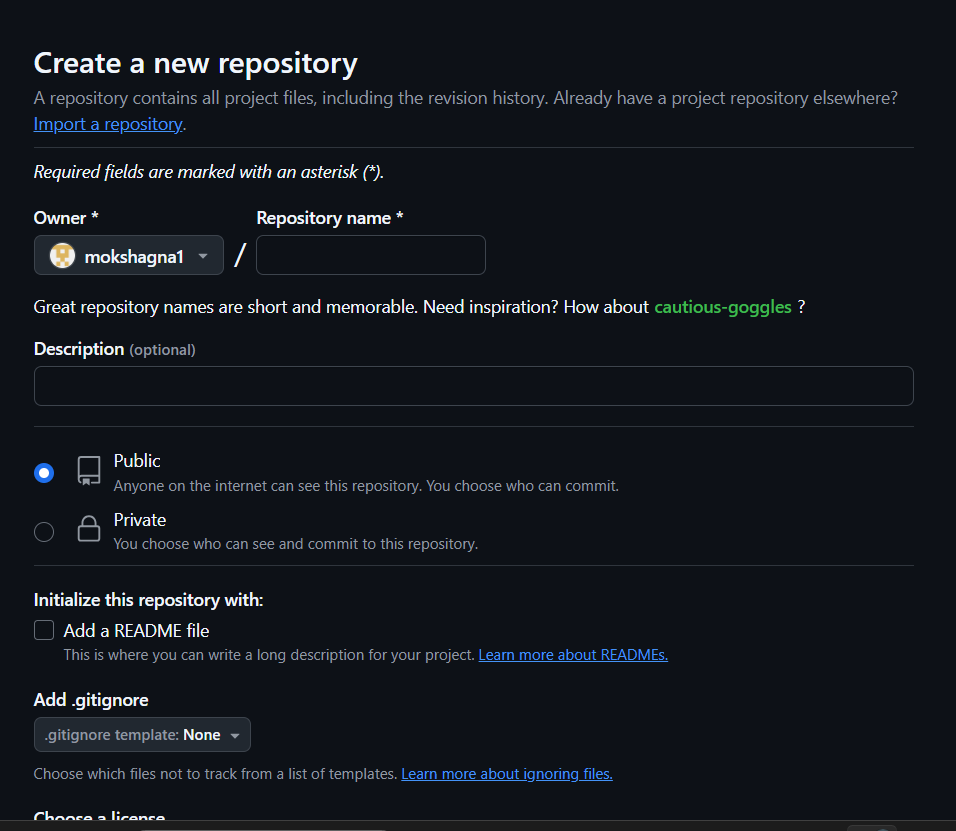 Create a new repository
A repository contains all project files, including the revision history. Already have a project repository elsewhere?
Import a repository.
Required fields are marked with an asterisk (*).
Owner * Repository name *
mokshagna1 /
Great repository names are short and memorable. Need inspiration? How about cautious-goggles ?
Description (optional)
Public
Anyone on the internet can see this repository. You choose who can commit.
Private
You choose who can see and commit to this repository.
Initialize this repository with:
Add a README file
This is where you can write a long description for your project. Learn more about READMEs.
Add .gitignore
.gitignore template: None
Choose which files not to track from a list of templates. Learn more about ignoring files.
Choose a license